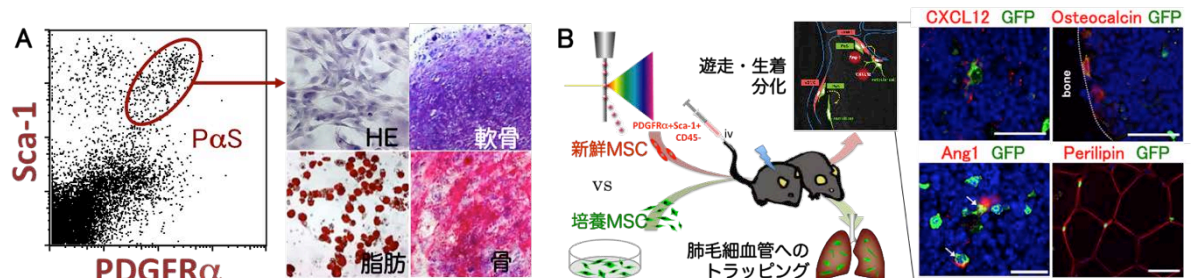 A
Sca-1
PαS
PDGFRα
HE
軟骨
脂肪
骨
B
PDGFRα+Sca-1+
CD45-
新鮮MSC
vs
培養MSC
iv
遊走・生着
分化
肺毛細血管への
トラッピング
CXCL12 GFP
Osteocalcin GFP
bone
Ang1 GFP
Perilipin GFP